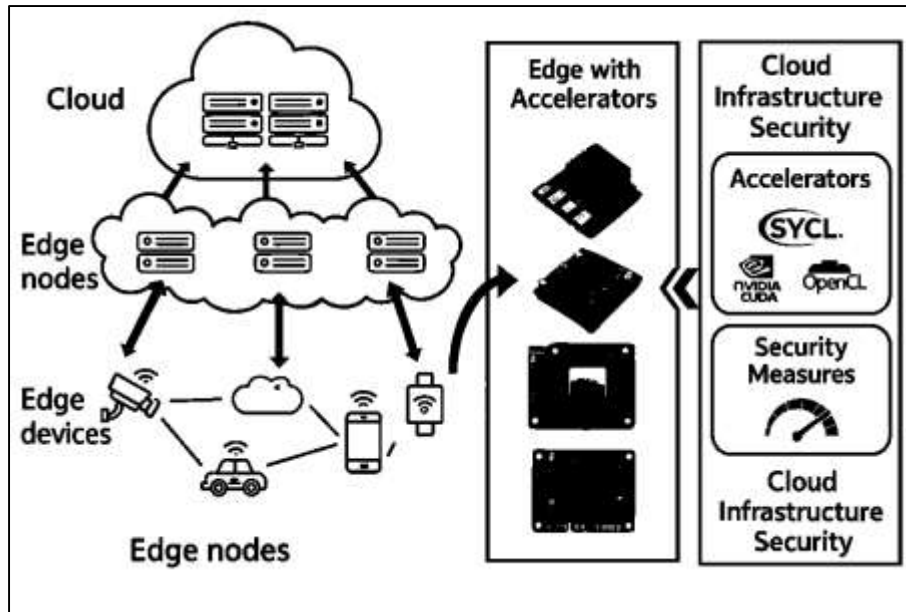 Cloud
Edge
nodes
Edge
devices
Edge nodes
Edge with
Accelerators
Cloud
Infrastructure
Security
Accelerators
SYCL.
NVIDIA
CUDA
OpenCL
Security
Measures
Cloud
Infrastructure
Security